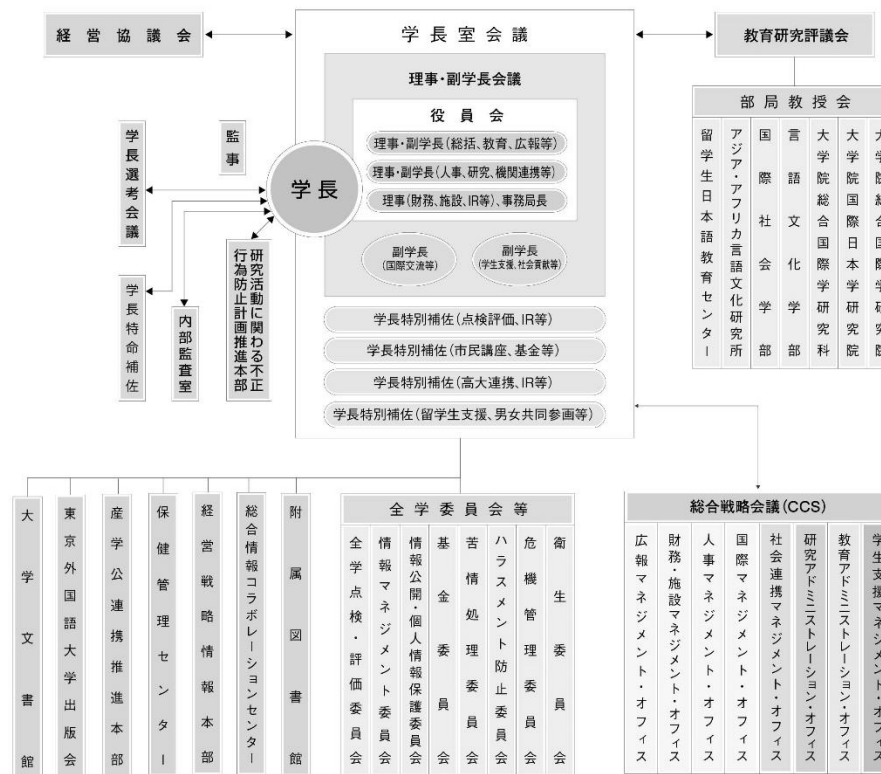 経営協議会
学長室会議
教育研究評議会
理事・副学長会議
役員会
理事・副学長(総括、教育、広報等)
理事・副学長(人事、研究、機関連携等)
理事(財務、施設、IR等)、事務局長
学長
副学長
(国際交流等)
副学長
(学生支援、社会貢献等)
学長特別補佐(点検評価、IR等)
学長特別補佐(市民講座、基金等)
学長特別補佐(高大連携、IR等)
学長特別補佐(留学生支援、男女共同参画等)
監事
学長選考会議
研究活動に関わる不正
行為防止計画推進本部
内部監査室
学長特命補佐
部局教授会
大学院総合国際学研究院
大学院国際日本学研究院
大学院総合国際学研究科
言語文化学部
国際社会学部
アジア・アフリカ言語文化研究所
留学生日本語教育センター
附属図書館
総合情報コラボレーションセンター
経営戦略情報本部
保健管理センター
産学公連携推進本部
東京外国語大学出版会
大学文書館
全学委員会等
衛生委員会
危機管理委員会
ハラスメント防止委員会
苦情処理委員会
基金委員会
情報公開・個人情報保護委員会
情報マネジメント委員会
全学点検・評価委員会
総合戦略会議(CCS)
学生支援マネジメント・オフィス
教育アドミニストレーション・オフィス
研究アドミニストレーション・オフィス
社会連携マネジメント・オフィス
国際マネジメント・オフィス
人事マネジメント・オフィス
財務・施設マネジメント・オフィス
広報マネジメント・オフィス